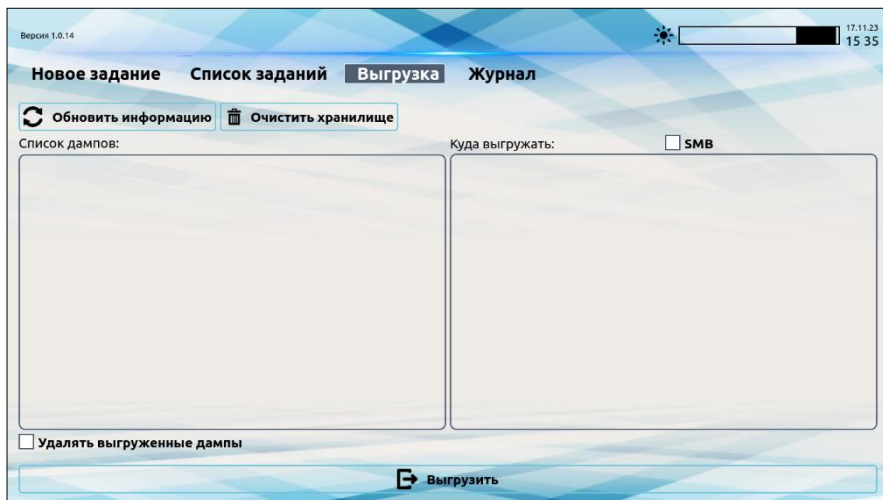 Версия 1.0.14
17.11.23
15 35
Новое задание Список заданий Выгрузка Журнал
Обновить информацию Очистить хранилище
Список дампов: Куда выгружать: SMB
Удалять выгруженные дампы
Выгрузить